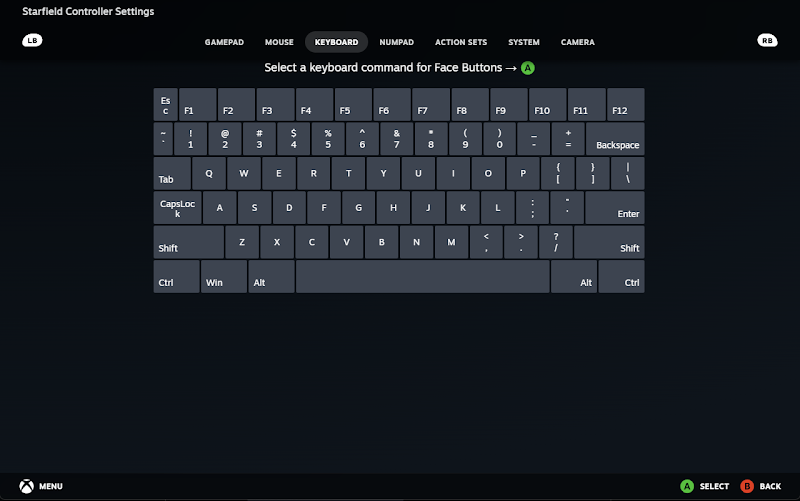 Starfield Controller Settings
LB GAMEPAD MOUSE KEYBOARD NUMPAD ACTION SETS SYSTEM CAMERA RB
Select a keyboard command for Face Buttons → A
Esc F1 F2 F3 F4 F5 F6 F7 F8 F9 F10 F11 F12
~ ` ! 1 @ 2 # 3 $ 4 % 5 ^ 6 & 7 * 8 ( 9 ) 0 _ - + = Backspace
Tab Q W E R T Y U I O P { [ } ] | \
CapsLock A S D F G H J K L : ; " ' Enter
Shift Z X C V B N M < , > . ? / Shift
Ctrl Win Alt Alt Ctrl
MENU A SELECT B BACK